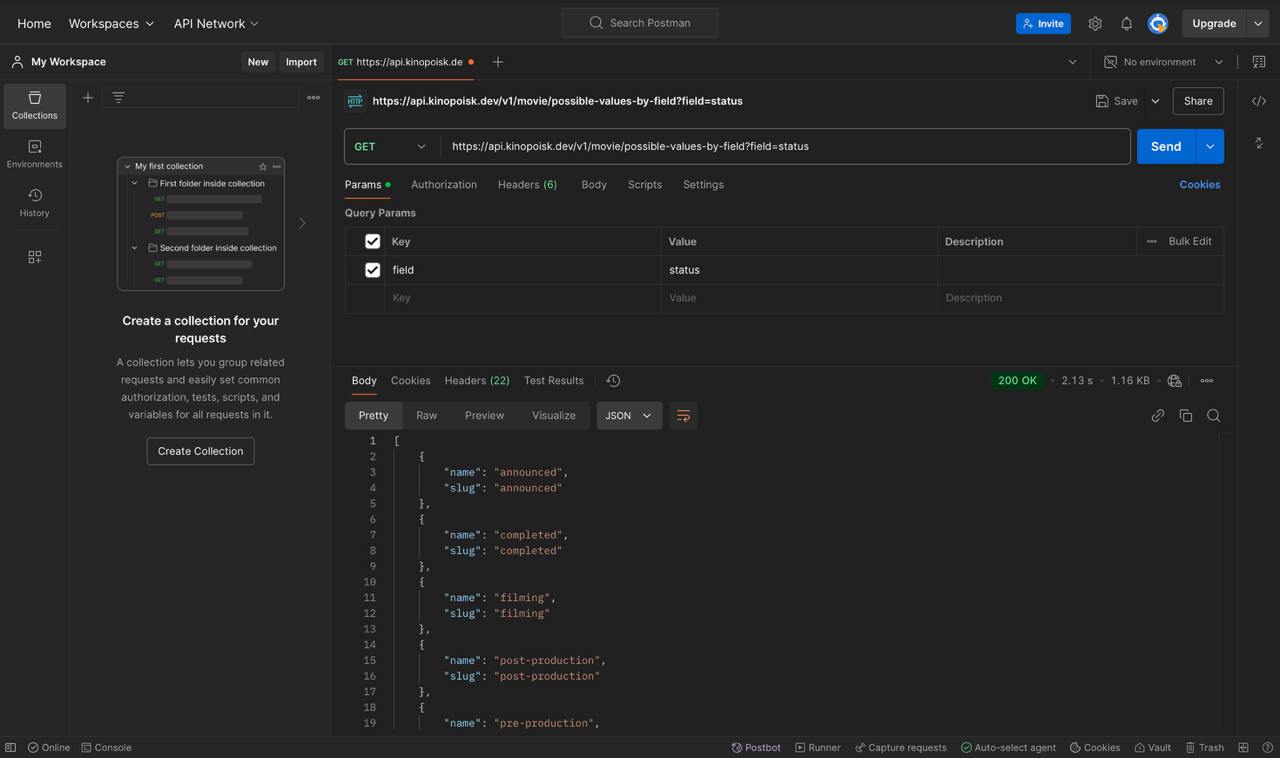 Home Workspaces API Network Search Postman Invite Upgrade
My Workspace New Import GET https://api.kinopoisk.de No environment
Collections
Environments
History
My first collection
First folder inside collection
GET
POST
GET
Second folder inside collection
GET
GET
Create a collection for your
requests
A collection lets you group related
requests and easily set common
authorization, tests, scripts, and
variables for all requests in it.
Create Collection
HTTP https://api.kinopoisk.dev/v1/movie/possible-values-by-field?field=status Save Share
GET https://api.kinopoisk.dev/v1/movie/possible-values-by-field?field=status Send
Params Authorization Headers (6) Body Scripts Settings Cookies
Query Params
Key Value Description Bulk Edit
field status
Key Value Description
Body Cookies Headers (22) Test Results 200 OK 2.13 s 1.16 KB
Pretty Raw Preview Visualize JSON
1 [
2 {
3 "name": "announced",
4 "slug": "announced"
5 },
6 {
7 "name": "completed",
8 "slug": "completed"
9 },
10 {
11 "name": "filming",
12 "slug": "filming"
13 },
14 {
15 "name": "post-production",
16 "slug": "post-production"
17 },
18 {
19 "name": "pre-production",
Online Console Postbot Runner Capture requests Auto-select agent Cookies Vault Trash